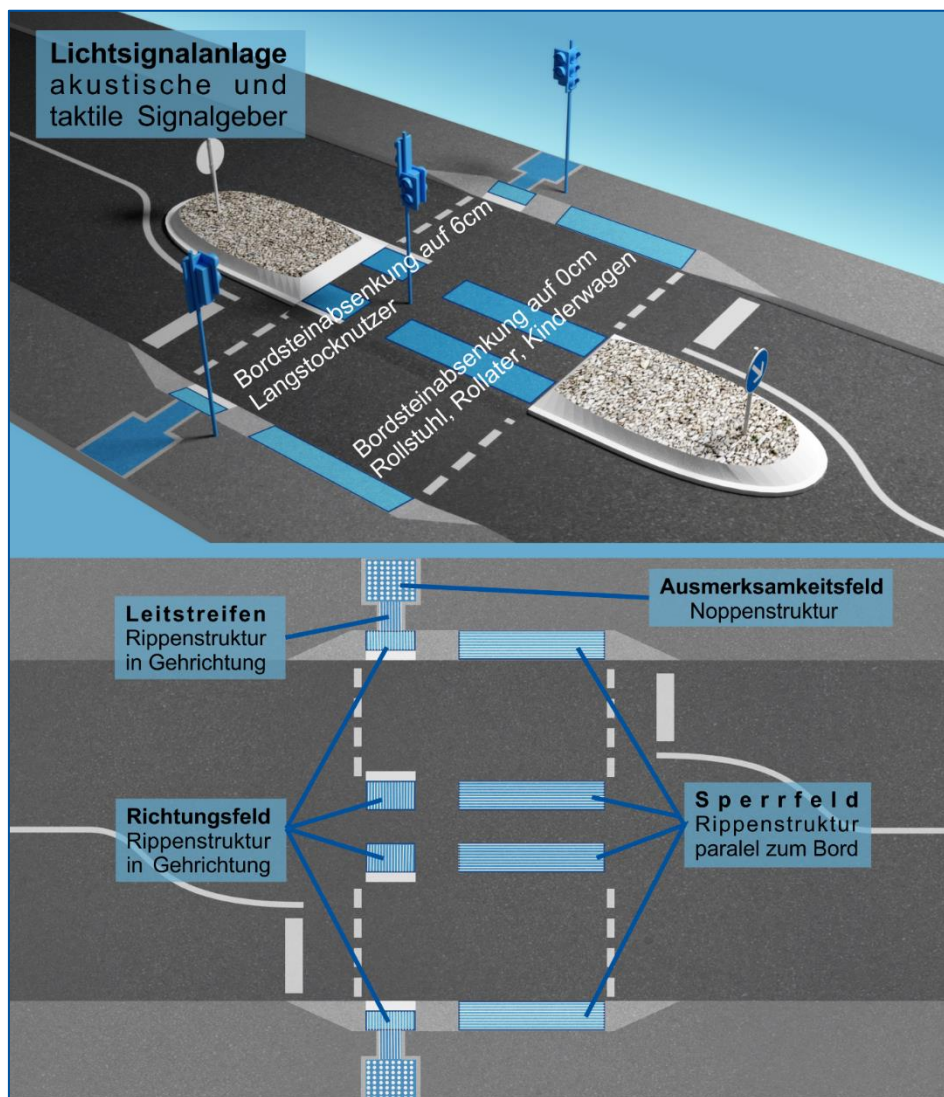 Lichtsignalanlage
akustische und
taktile Signalgeber
Bordsteinabsenkung auf 6cm
Langstocknutzer
Bordsteinabsenkung auf 0cm
Rollstuhl, Rollater, Kinderwagen
Leitstreifen
Rippenstruktur
in Gehrichtung
Ausmerksamkeitsfeld
Noppenstruktur
Richtungsfeld
Rippenstruktur
in Gehrichtung
Sperrfeld
Rippenstruktur
paralel zum Bord